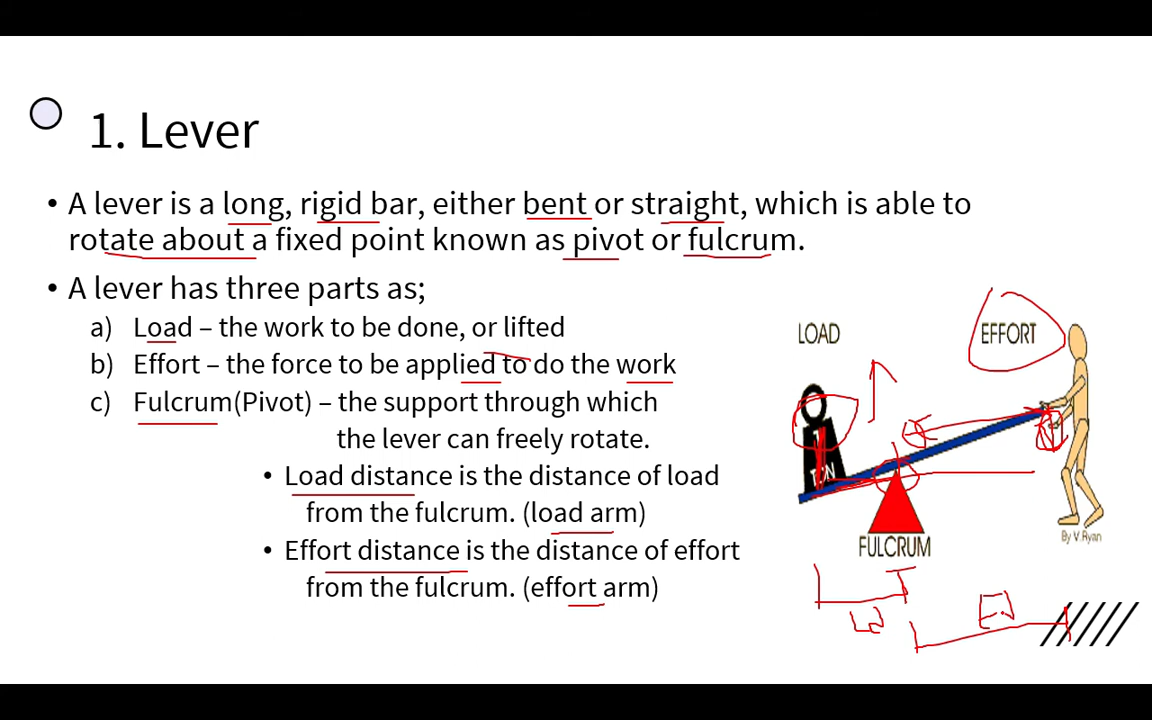 1. Lever
• A lever is a long, rigid bar, either bent or straight, which is able to
rotate about a fixed point known as pivot or fulcrum.
• A lever has three parts as;
a) Load – the work to be done, or lifted
b) Effort – the force to be applied to do the work
c) Fulcrum(Pivot) – the support through which
the lever can freely rotate.
• Load distance is the distance of load
from the fulcrum. (load arm)
• Effort distance is the distance of effort
from the fulcrum. (effort arm)
LOAD
EFFORT
FULCRUM
By V.Ryan
LD
E.D